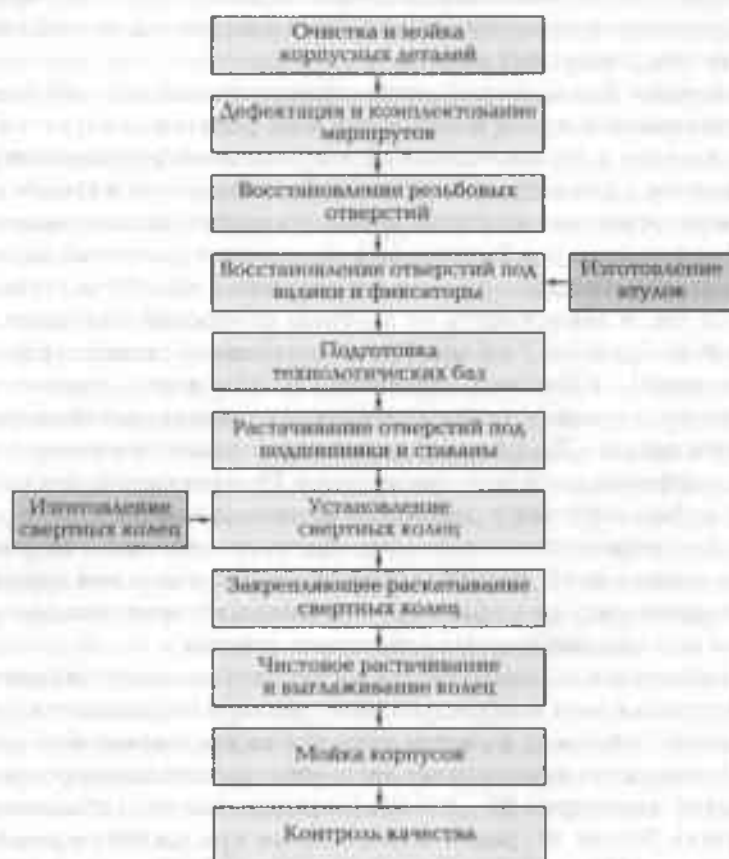 Очистка и мойка
корпусных деталей
Дефектация и комплектование
маршрутов
Восстановление резьбовых
отверстий
Восстановление отверстий под
валики и фиксаторы
Изготовление
втулок
Подготовка
технологических баз
Растачивание отверстий под
подшипники и стаканы
Изготовление
свертных колец
Установление
свертных колец
Закрепляющее раскатывание
свертных колец
Чистовое растачивание
и выглаживание колец
Мойка корпусов
Контроль качества